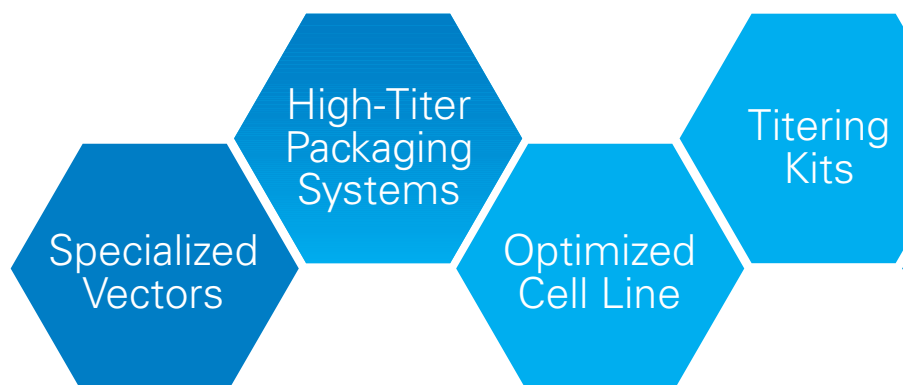 Specialized
Vectors
High-Titer
Packaging
Systems
Optimized
Cell Line
Titering
Kits